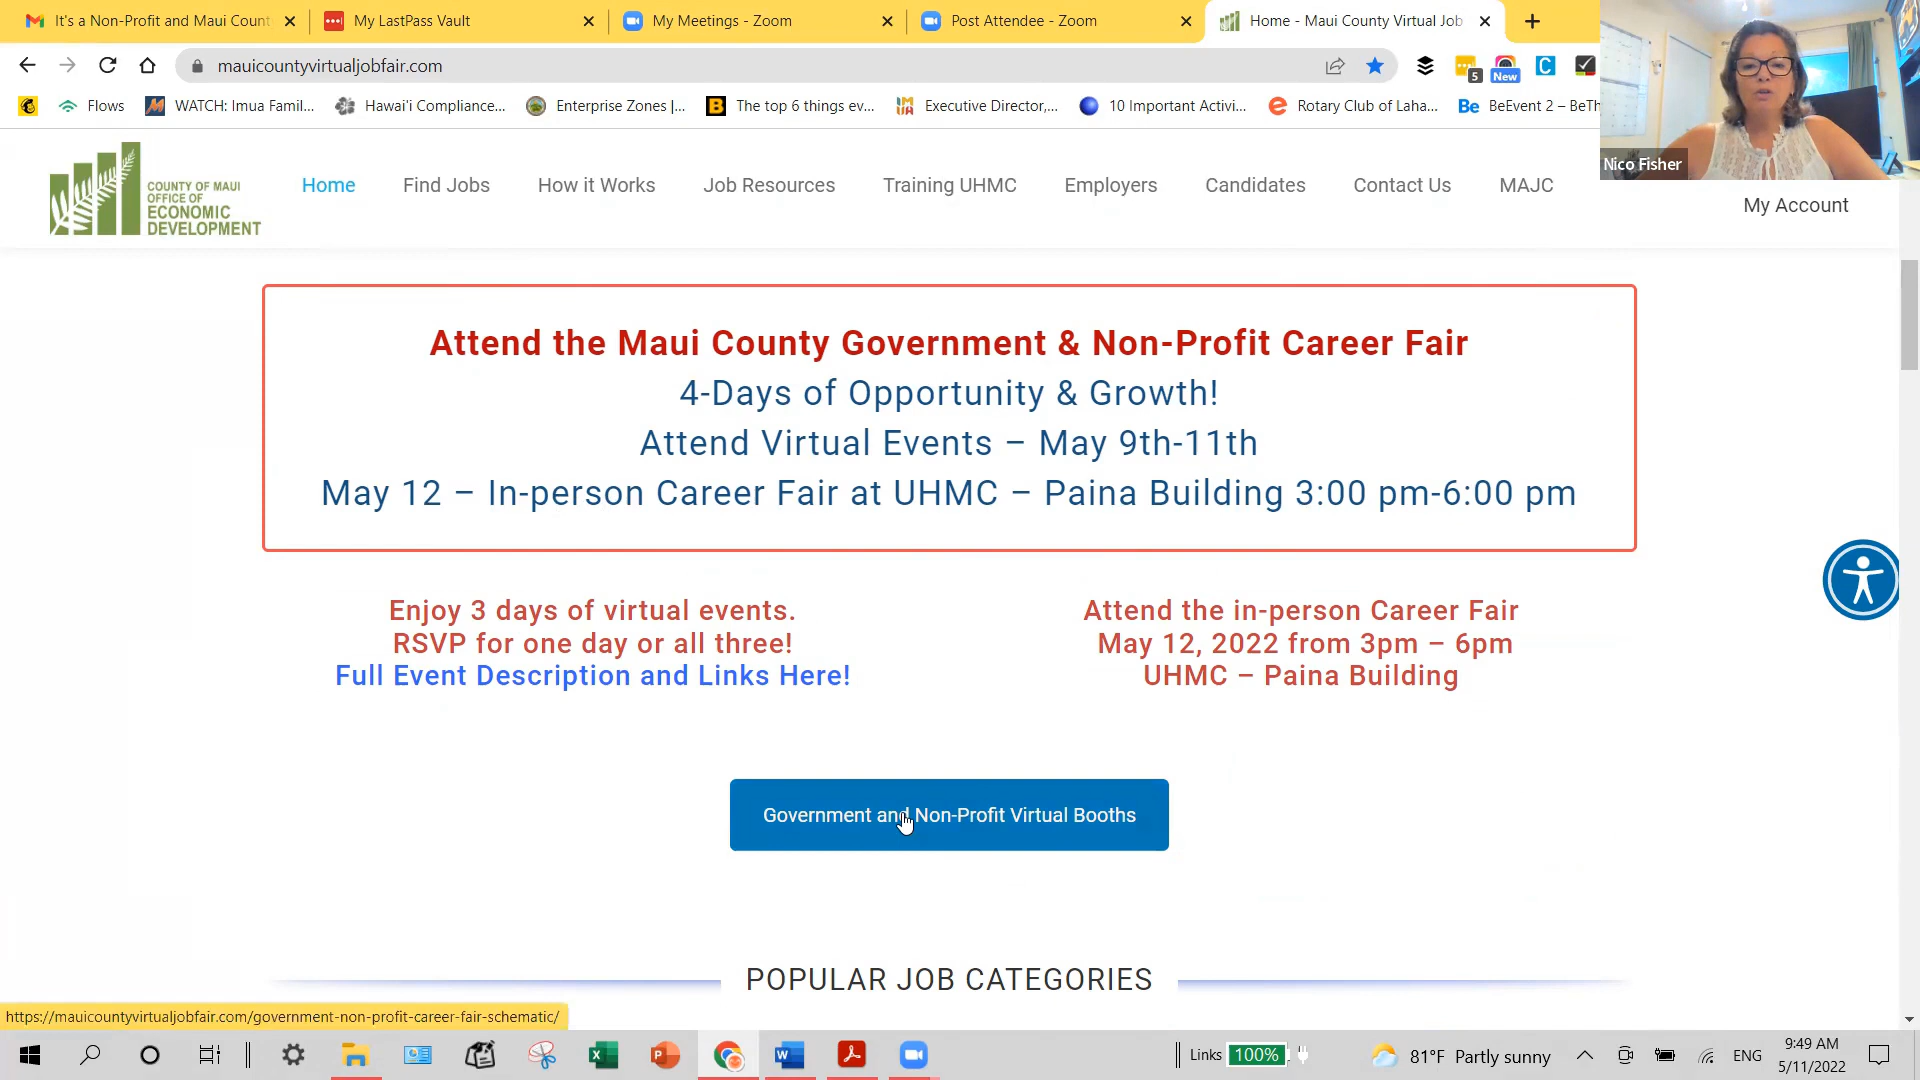 It's a Non-Profit and Maui Count
My LastPass Vault
My Meetings - Zoom
Post Attendee - Zoom
Home - Maui County Virtual Job
mauicountyvirtualjobfair.com
5
New
Flows
WATCH: Imua Famil...
Hawai'i Compliance...
Enterprise Zones |...
The top 6 things ev...
Executive Director,...
10 Important Activi...
Rotary Club of Laha...
BeEvent 2 – BeTh
Nico Fisher
COUNTY OF MAUI
OFFICE OF
ECONOMIC
DEVELOPMENT
Home
Find Jobs
How it Works
Job Resources
Training UHMC
Employers
Candidates
Contact Us
MAJC
My Account
Attend the Maui County Government & Non-Profit Career Fair
4-Days of Opportunity & Growth!
Attend Virtual Events – May 9th-11th
May 12 – In-person Career Fair at UHMC – Paina Building 3:00 pm-6:00 pm
Enjoy 3 days of virtual events.
RSVP for one day or all three!
Full Event Description and Links Here!
Attend the in-person Career Fair
May 12, 2022 from 3pm – 6pm
UHMC – Paina Building
Government and Non-Profit Virtual Booths
POPULAR JOB CATEGORIES
https://mauicountyvirtualjobfair.com/government-non-profit-career-fair-schematic/
Links
100%
81°F Partly sunny
ENG
9:49 AM
5/11/2022